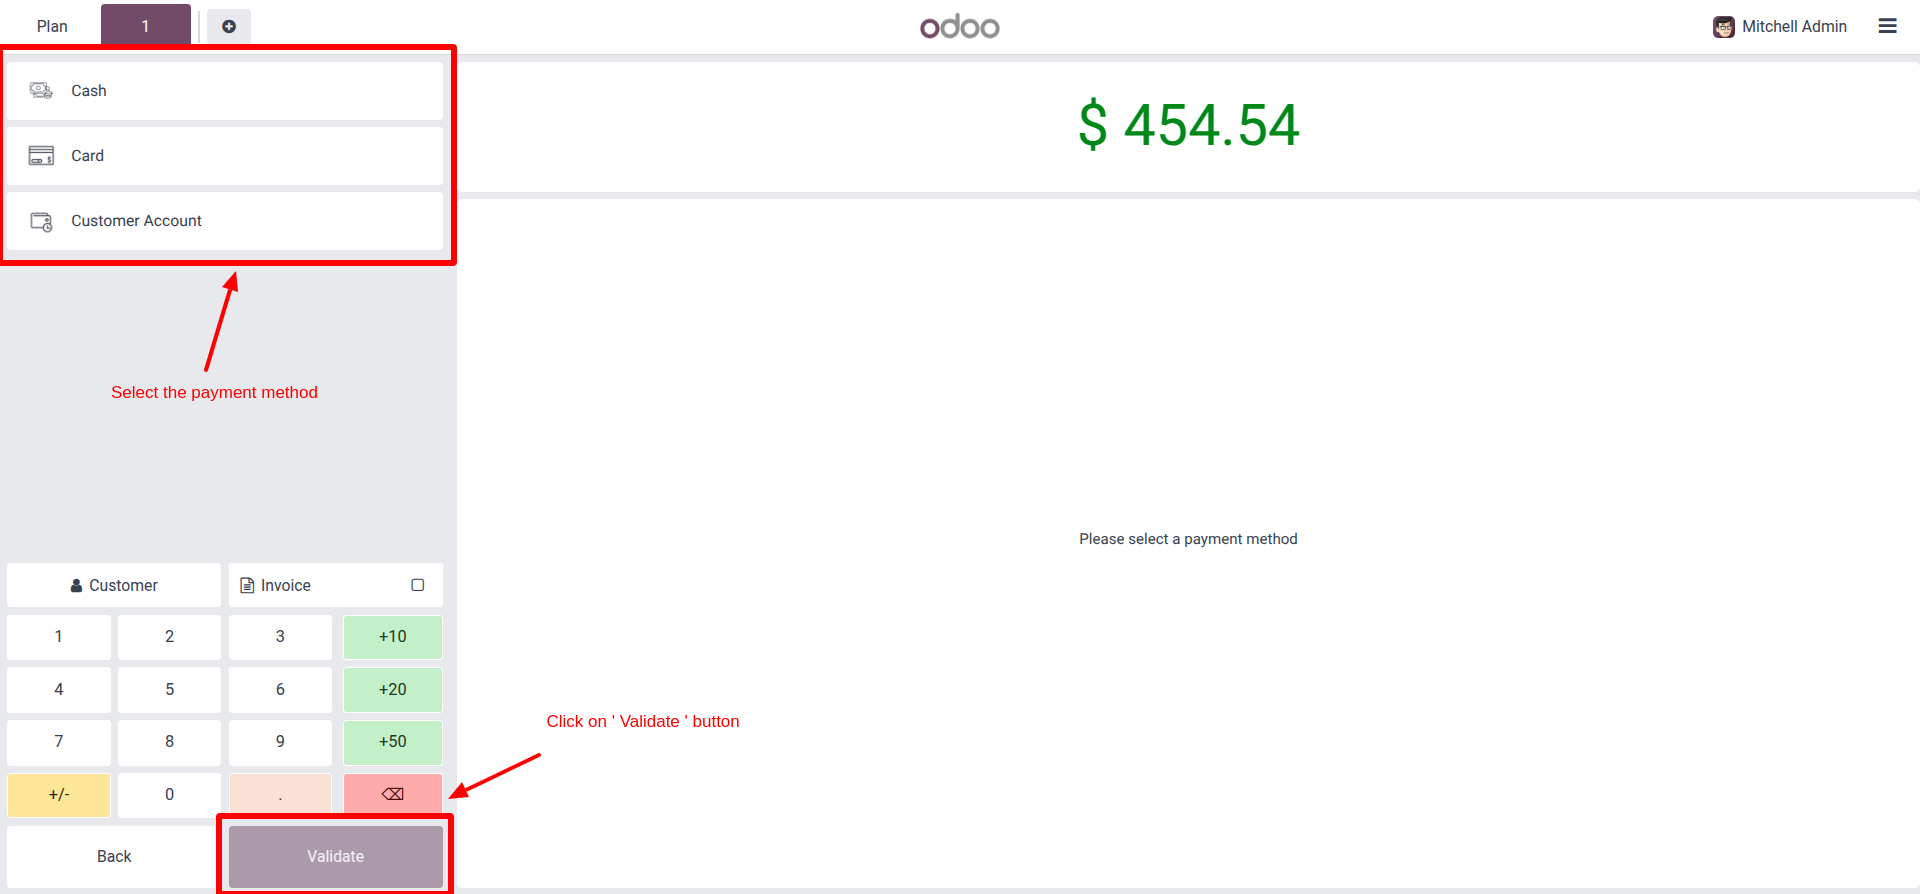 Plan
1
odoo
Mitchell Admin
Cash
Card
Customer Account
$ 454.54
Select the payment method
Please select a payment method
Customer
Invoice
1 2 3 +10
4 5 6 +20
Click on ' Validate ' button
7 8 9 +50
+/- 0 .
Back
Validate